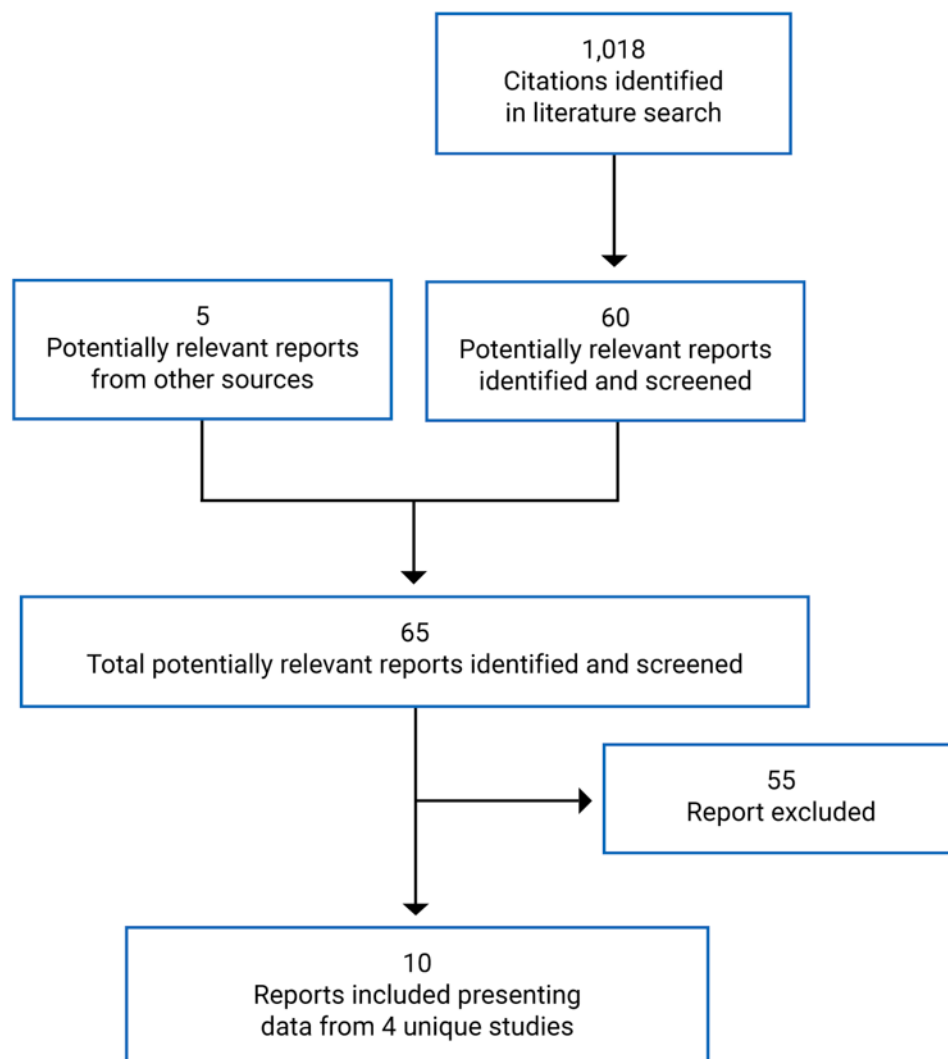 1,018
Citations identified
in literature search
5
Potentially relevant reports
from other sources
60
Potentially relevant reports
identified and screened
65
Total potentially relevant reports identified and screened
55
Report excluded
10
Reports included presenting
data from 4 unique studies